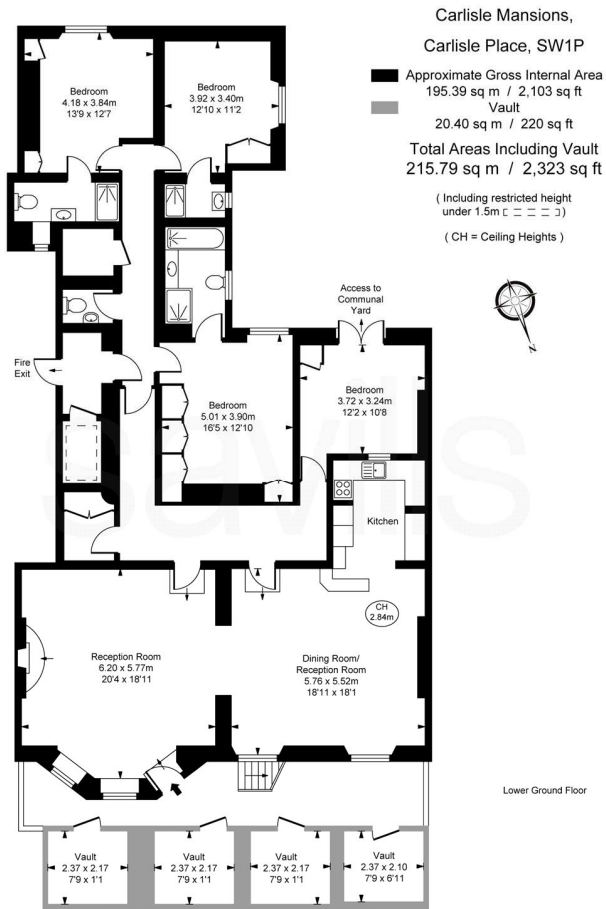 Carlisle Mansions,
Carlisle Place, SW1P
Approximate Gross Internal Area
195.39 sq m / 2,103 sq ft
Vault
20.40 sq m / 220 sq ft
Total Areas Including Vault
215.79 sq m / 2,323 sq ft
( Including restricted height
under 1.5m )
( CH = Ceiling Heights )
N
Bedroom
4.18 x 3.84m
13'9 x 12'7
Bedroom
3.92 x 3.40m
12'10 x 11'2
Access to
Communal
Yard
Fire
Exit
Bedroom
5.01 x 3.90m
16'5 x 12'10
Bedroom
3.72 x 3.24m
12'2 x 10'8
savills
Kitchen
CH
2.84m
Reception Room
6.20 x 5.77m
20'4 x 18'11
Dining Room/
Reception Room
5.76 x 5.52m
18'11 x 18'1
Lower Ground Floor
Vault
2.37 x 2.17
7'9 x 1'1
Vault
2.37 x 2.17
7'9 x 1'1
Vault
2.37 x 2.17
7'9 x 1'1
Vault
2.37 x 2.10
7'9 x 6'11